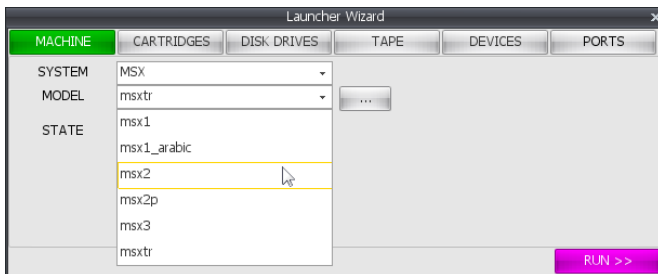 Launcher Wizard
MACHINE CARTRIDGES DISK DRIVES TAPE DEVICES PORTS
SYSTEM MSX
MODEL msxtr ...
STATE
msx1
msx1_arabic
msx2
msx2p
msx3
msxtr
RUN >>